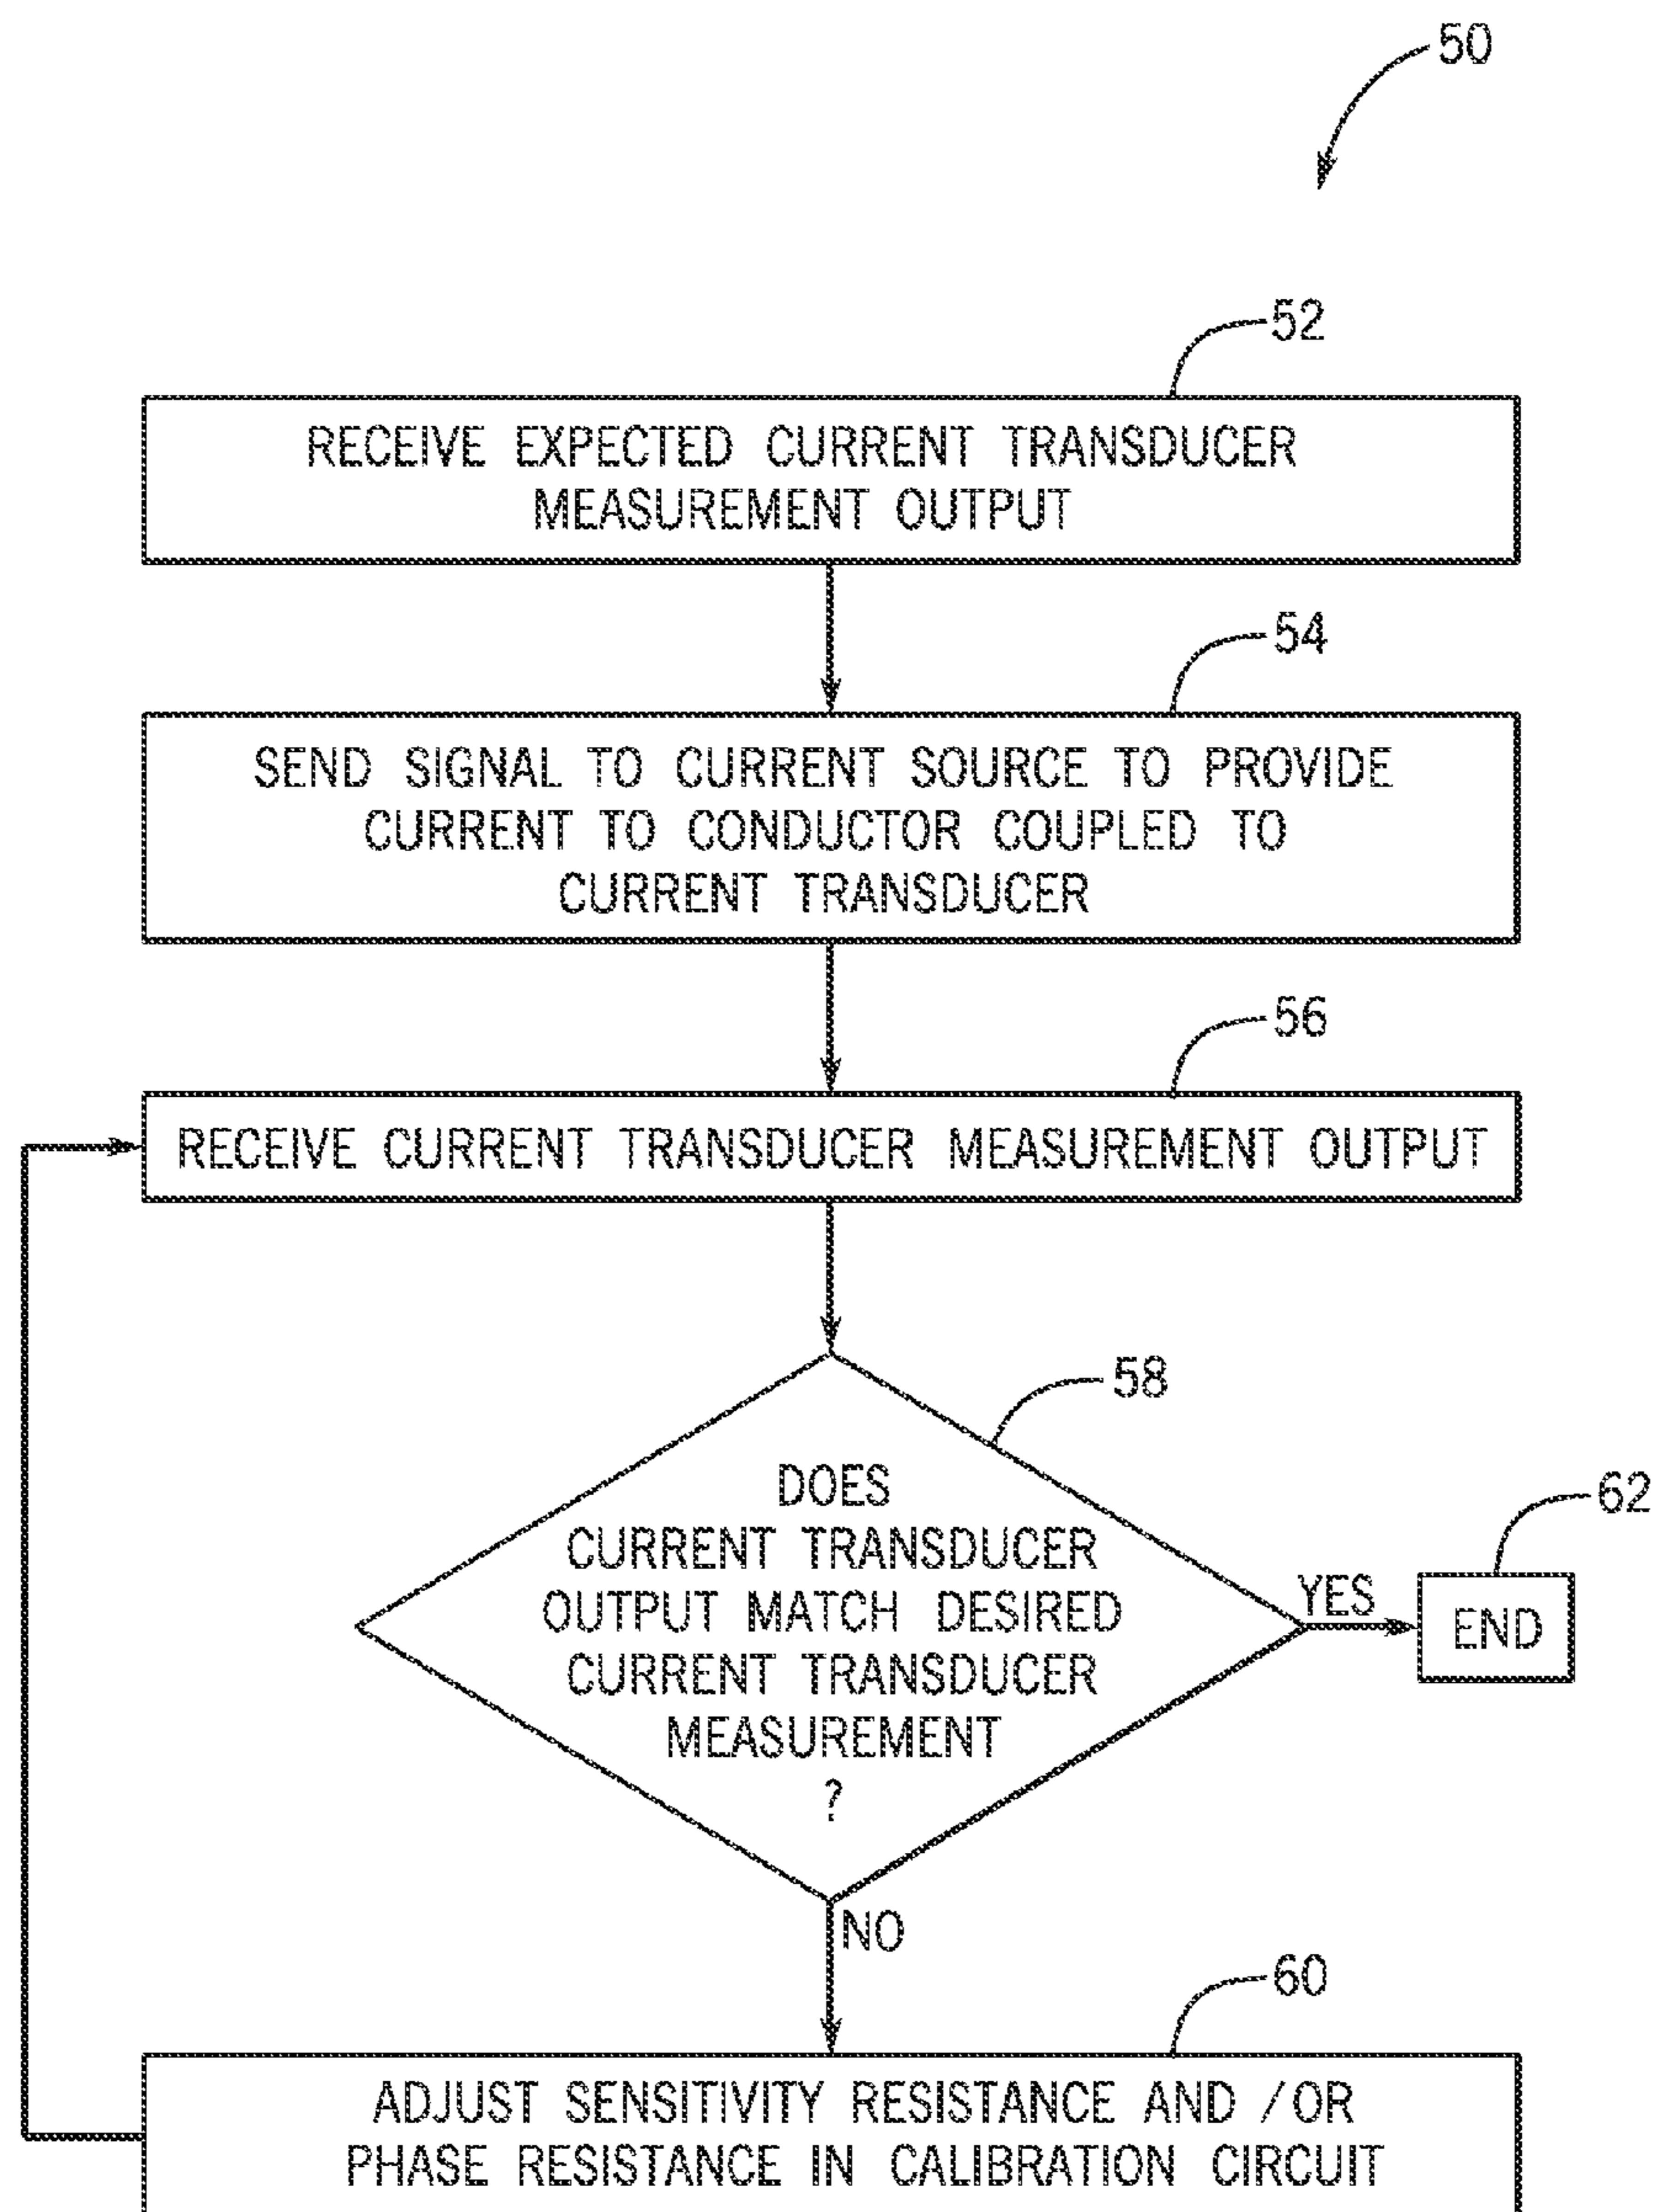 50
52
RECEIVE EXPECTED CURRENT TRANSDUCER
MEASUREMENT OUTPUT
54
SEND SIGNAL TO CURRENT SOURCE TO PROVIDE
CURRENT TO CONDUCTOR COUPLED TO
CURRENT TRANSDUCER
56
RECEIVE CURRENT TRANSDUCER MEASUREMENT OUTPUT
58
DOES
CURRENT TRANSDUCER
OUTPUT MATCH DESIRED
CURRENT TRANSDUCER
MEASUREMENT
?
YES
62
END
NO
60
ADJUST SENSITIVITY RESISTANCE AND /OR
PHASE RESISTANCE IN CALIBRATION CIRCUIT